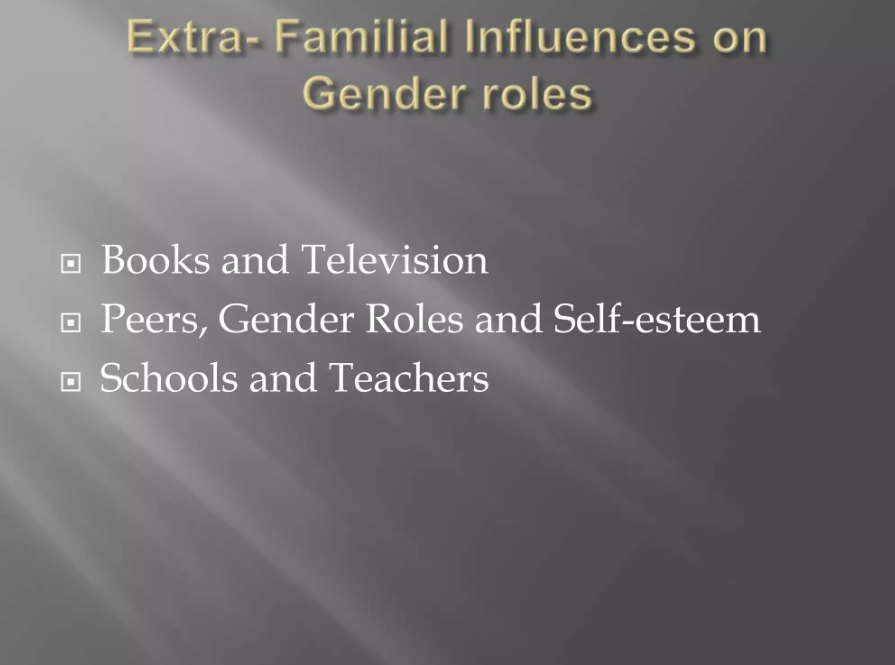 Extra- Familial Influences on
Gender roles
Books and Television
Peers, Gender Roles and Self-esteem
Schools and Teachers